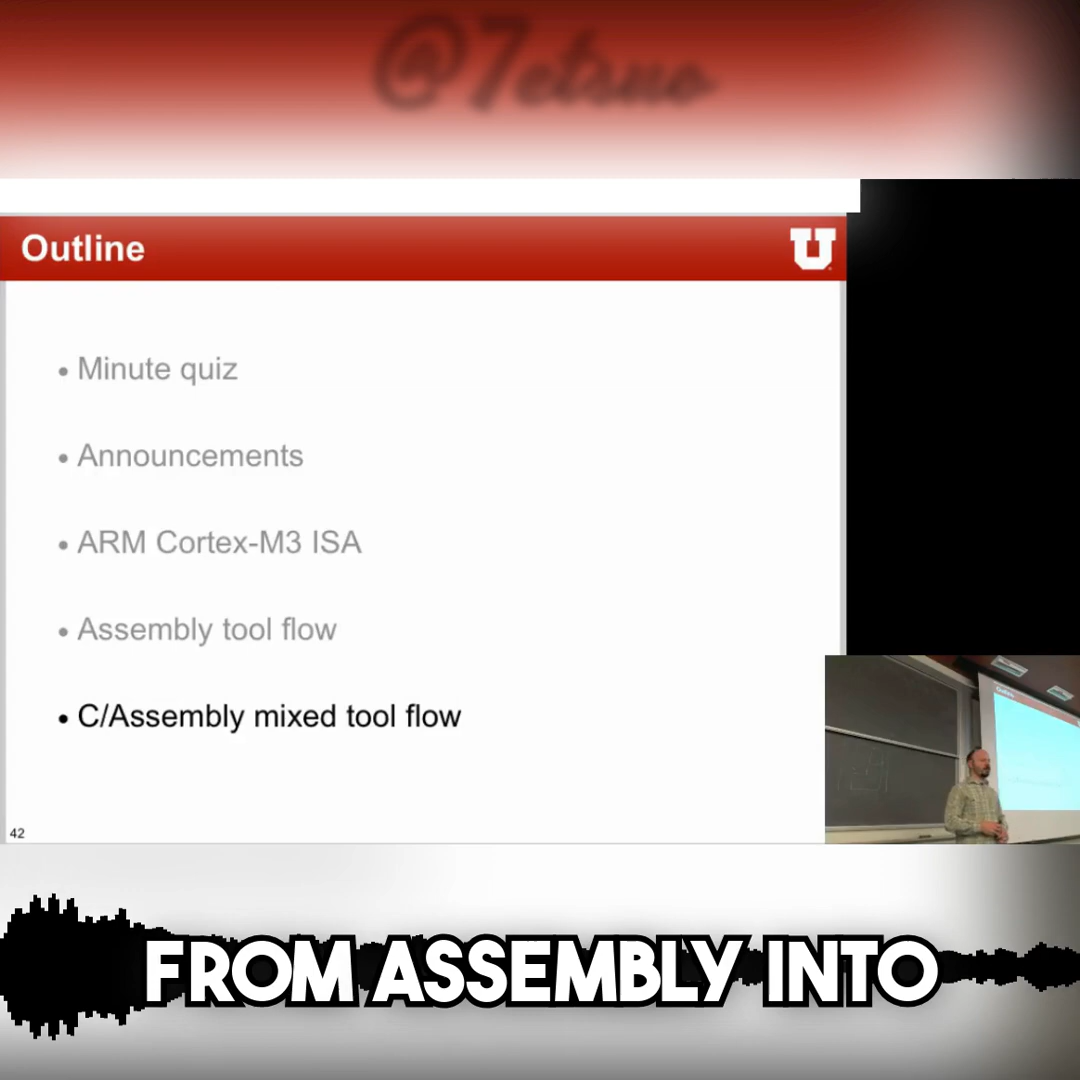 @7etsuo
Outline
U
• Minute quiz
• Announcements
• ARM Cortex-M3 ISA
• Assembly tool flow
• C/Assembly mixed tool flow
42
FROM ASSEMBLY INTO